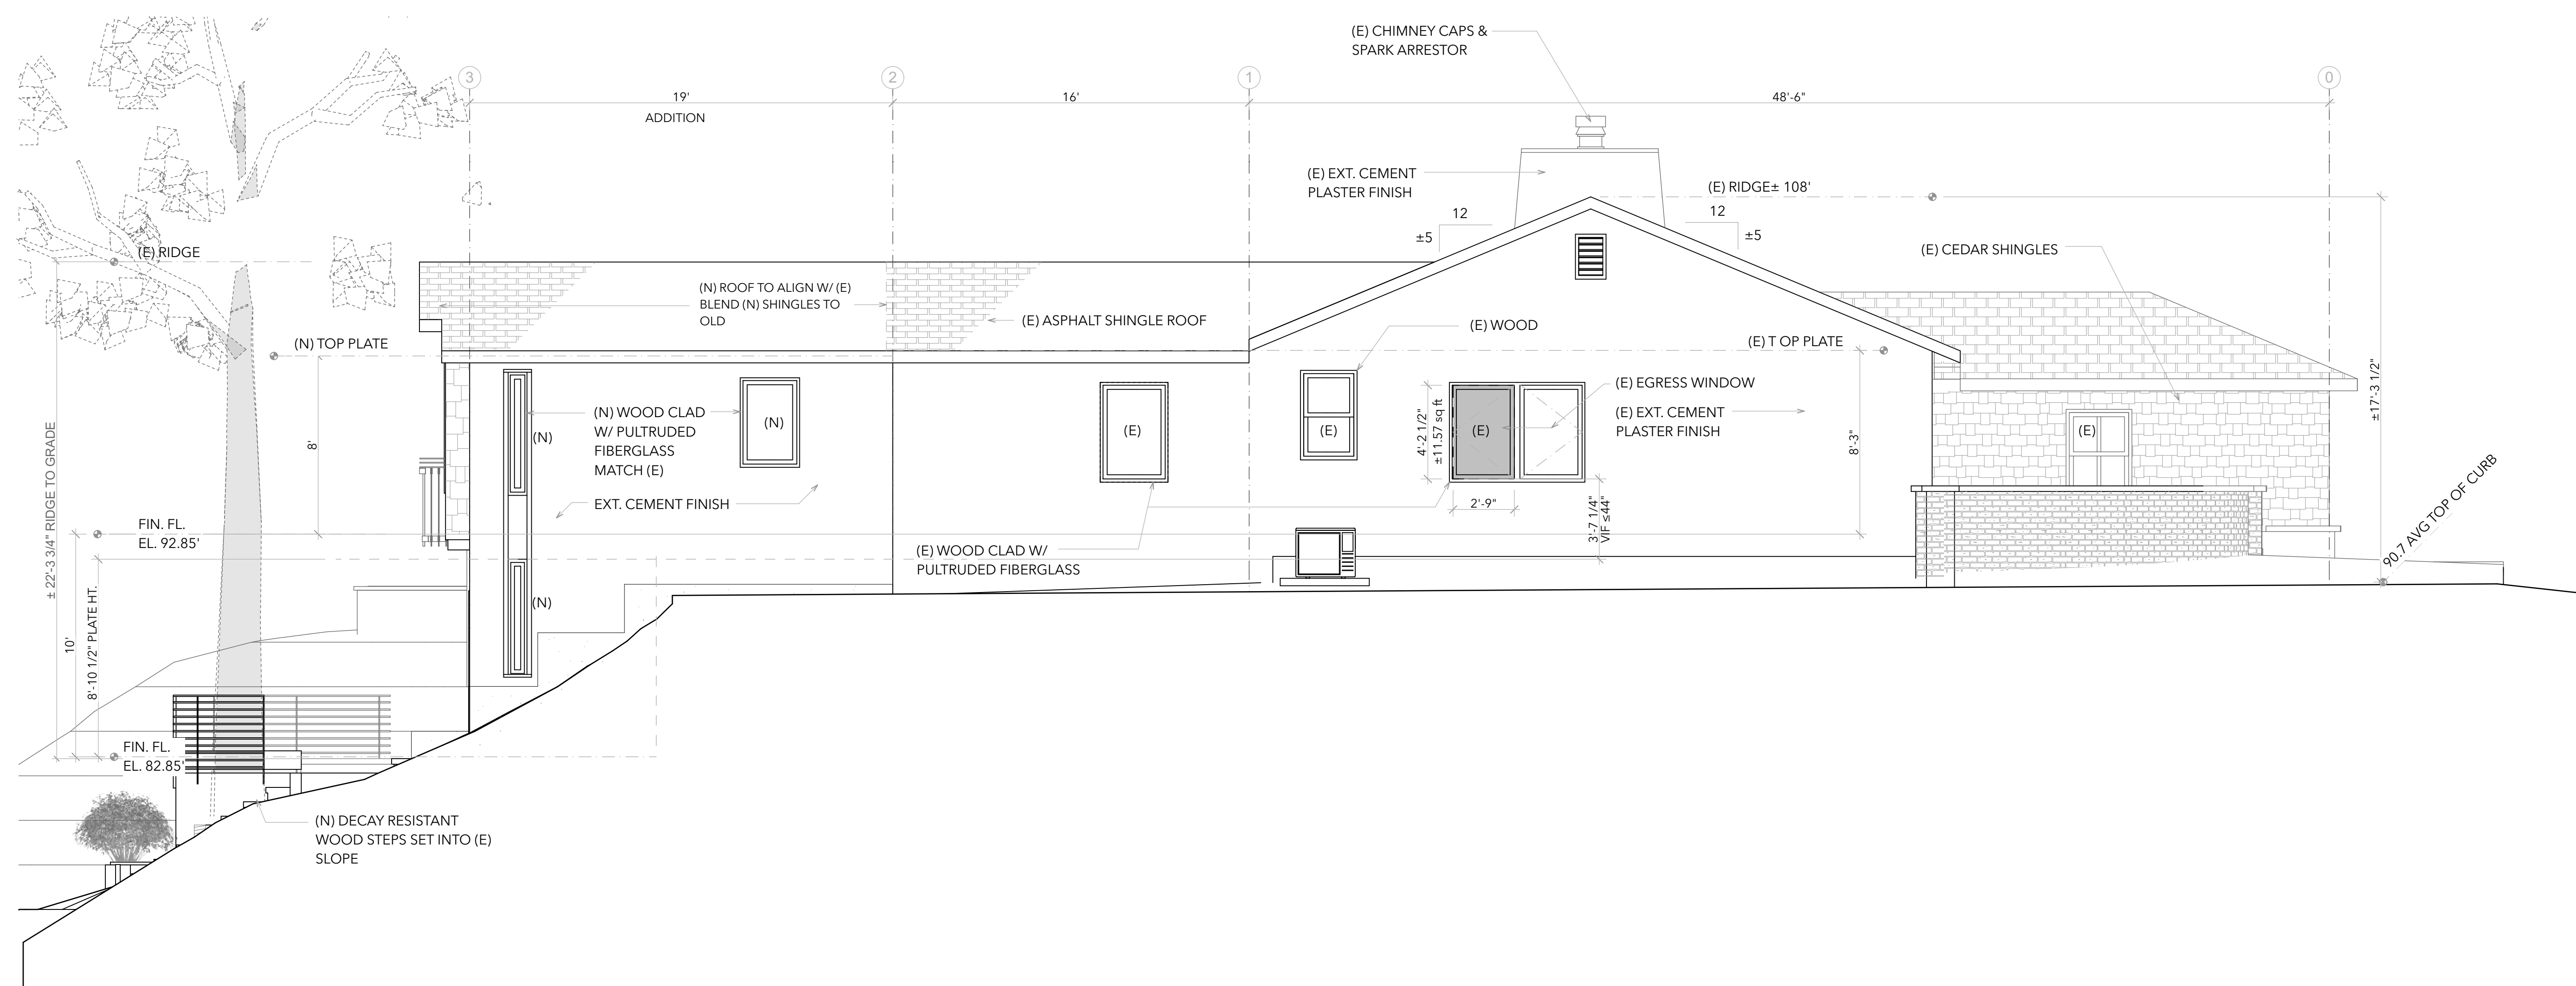 (E) CHIMNEY CAPS &
SPARK ARRESTOR
3
2
1
0
19'
ADDITION
16'
48'-6"
(E) EXT. CEMENT
PLASTER FINISH
(E) RIDGE± 108'
12
±5
12
±5
(E) RIDGE
(E) CEDAR SHINGLES
(N) ROOF TO ALIGN W/ (E)
BLEND (N) SHINGLES TO
OLD
(E) ASPHALT SHINGLE ROOF
(E) WOOD
(N) TOP PLATE
(E) T OP PLATE
±17'-3 1/2"
(E) EGRESS WINDOW
(E) EXT. CEMENT
PLASTER FINISH
(N) WOOD CLAD
W/ PULTRUDED
FIBERGLASS
MATCH (E)
(N)
(N)
(E)
(E)
(E)
(E)
4'-2 1/2"
±11.57 sq ft
8'
8'-3"
± 22'-3 3/4" RIDGE TO GRADE
EXT. CEMENT FINISH
2'-9"
3'-7 1/4"
VIF ≤44"
90.7 AVG TOP OF CURB
FIN. FL.
EL. 92.85'
(E) WOOD CLAD W/
PULTRUDED FIBERGLASS
(N)
10'
8'-10 1/2" PLATE HT.
FIN. FL.
EL. 82.85'
(N) DECAY RESISTANT
WOOD STEPS SET INTO (E)
SLOPE